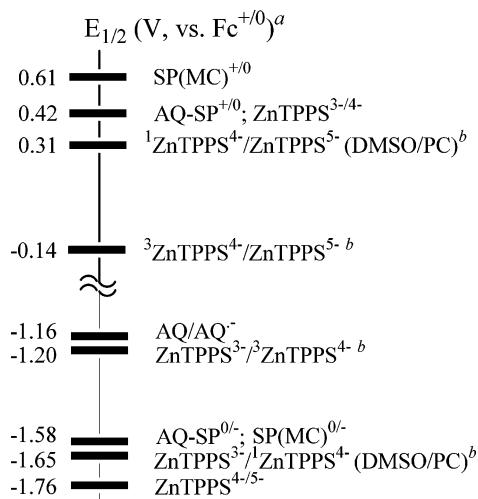 E₁/₂ (V, vs. Fc⁺/⁰)ᵃ
0.61 SP(MC)⁺/⁰
0.42 AQ-SP⁺/⁰; ZnTPPS³⁻/⁴⁻
0.31 ¹ZnTPPS⁴⁻/ZnTPPS⁵⁻ (DMSO/PC)ᵇ
-0.14 ³ZnTPPS⁴⁻/ZnTPPS⁵⁻ ᵇ
-1.16 AQ/AQ·⁻
-1.20 ZnTPPS³⁻/³ZnTPPS⁴⁻ ᵇ
-1.58 AQ-SP⁰/⁻; SP(MC)⁰/⁻
-1.65 ZnTPPS³⁻/¹ZnTPPS⁴⁻ (DMSO/PC)ᵇ
-1.76 ZnTPPS⁴⁻/⁵⁻